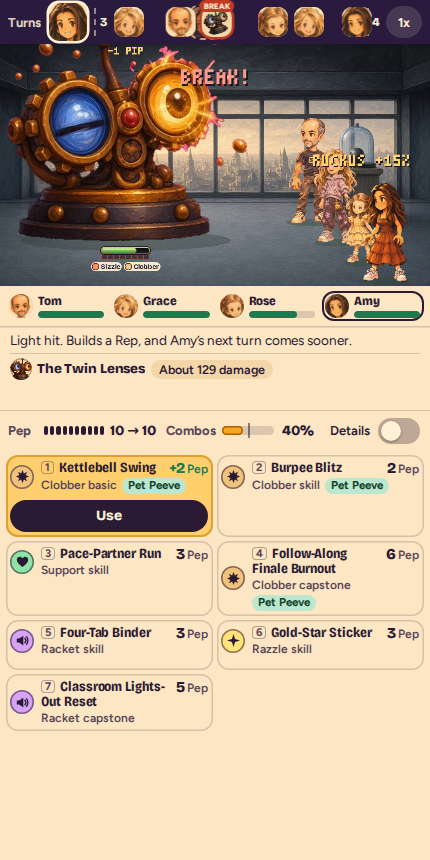 Turns
3
BREAK
4
1x
-1 PIP
BREAK!
RUCKUS +15%
Sizzle
Clobber
Tom
Grace
Rose
Amy
Light hit. Builds a Rep, and Amy's next turn comes sooner.
The Twin Lenses
About 129 damage
Pep
10 → 10
Combos
40%
Details
1 Kettlebell Swing +2 Pep
Clobber basic Pet Peeve
Use
2 Burpee Blitz 2 Pep
Clobber skill Pet Peeve
3 Pace-Partner Run 3 Pep
Support skill
4 Follow-Along 6 Pep
Finale Burnout
Clobber capstone
Pet Peeve
5 Four-Tab Binder 3 Pep
Racket skill
6 Gold-Star Sticker 3 Pep
Razzle skill
7 Classroom Lights- 5 Pep
Out Reset
Racket capstone